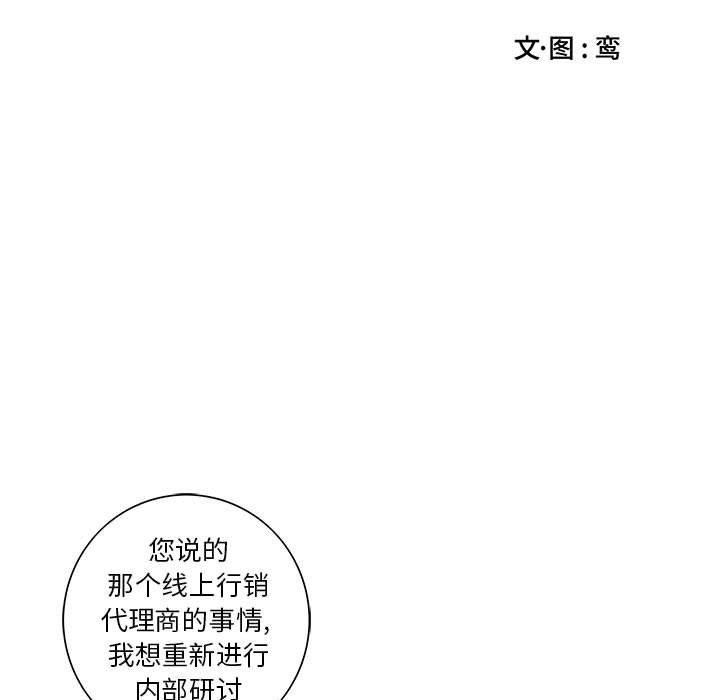 文·图：鸾
您说的
那个线上行销
代理商的事情,
我想重新进行
内部研讨